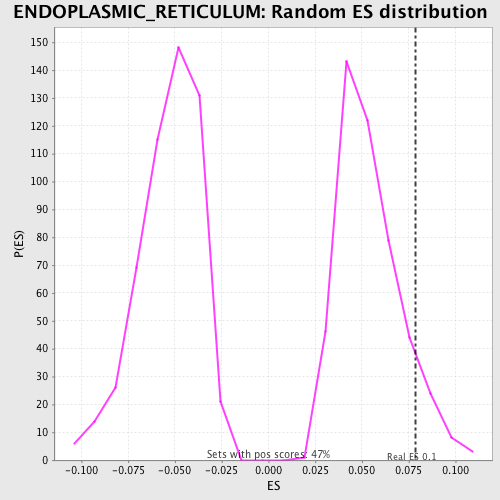 ENDOPLASMIC_RETICULUM: Random ES distribution
P(ES)
150
140
130
120
110
100
90
80
70
60
50
40
30
20
10
0
Sets with pos scores: 47%
Real ES 0.1
-0.100 -0.075 -0.050 -0.025 0.000 0.025 0.050 0.075 0.100
ES